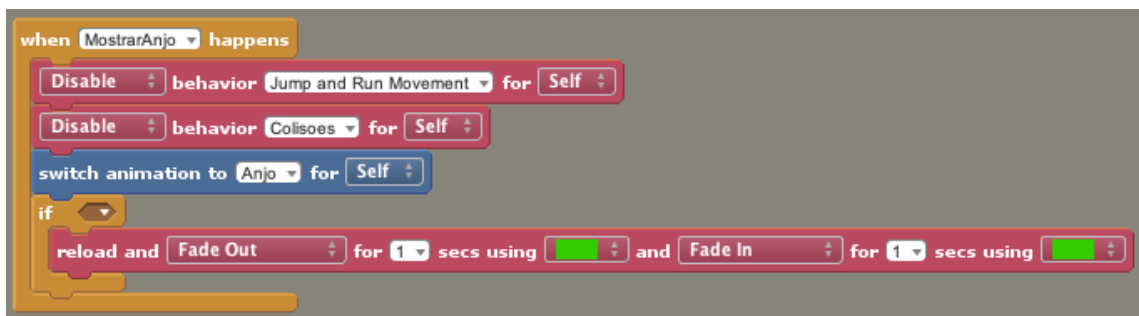 when MostrarAnjo happens
Disable behavior Jump and Run Movement for Self
Disable behavior Colisoes for Self
switch animation to Anjo for Self
if
reload and Fade Out for 1 secs using and Fade In for 1 secs using